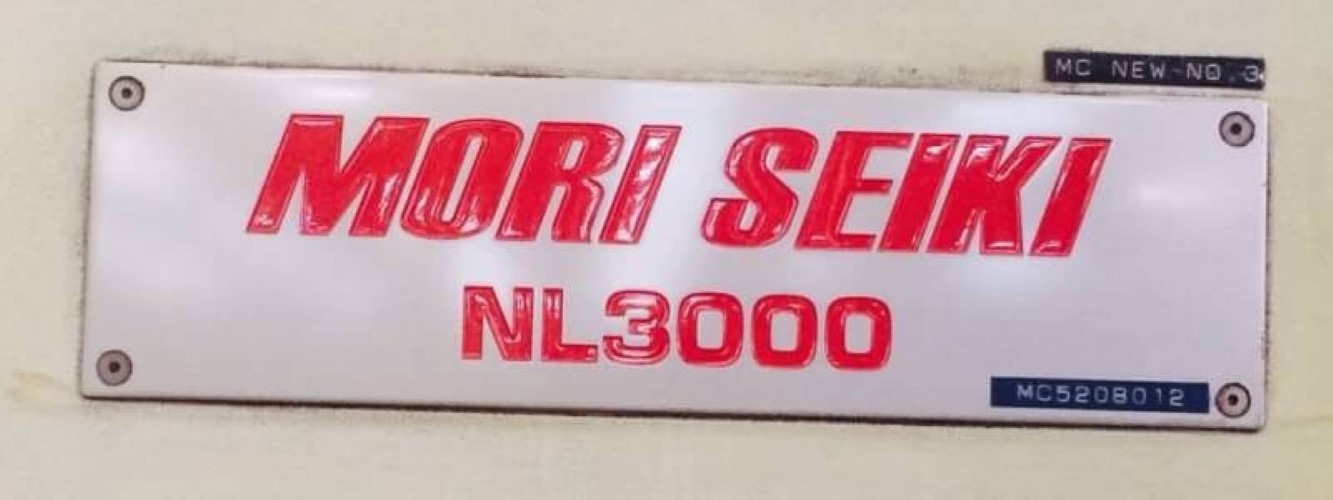 MC NEW-NO.3
MORI SEIKI
NL3000
MC5208012